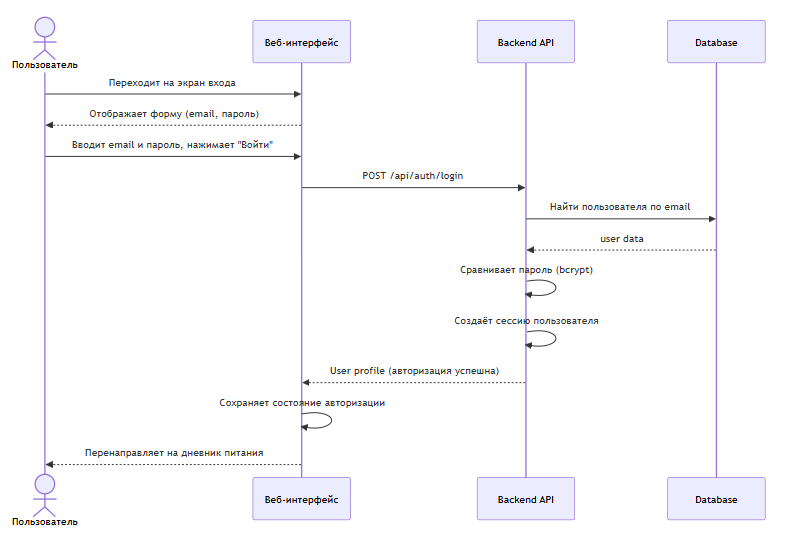 Пользователь
Веб-интерфейс
Backend API
Database
Переходит на экран входа
Отображает форму (email, пароль)
Вводит email и пароль, нажимает "Войти"
POST /api/auth/login
Найти пользователя по email
user data
Сравнивает пароль (bcrypt)
Создаёт сессию пользователя
User profile (авторизация успешна)
Сохраняет состояние авторизации
Перенаправляет на дневник питания
Пользователь
Веб-интерфейс
Backend API
Database